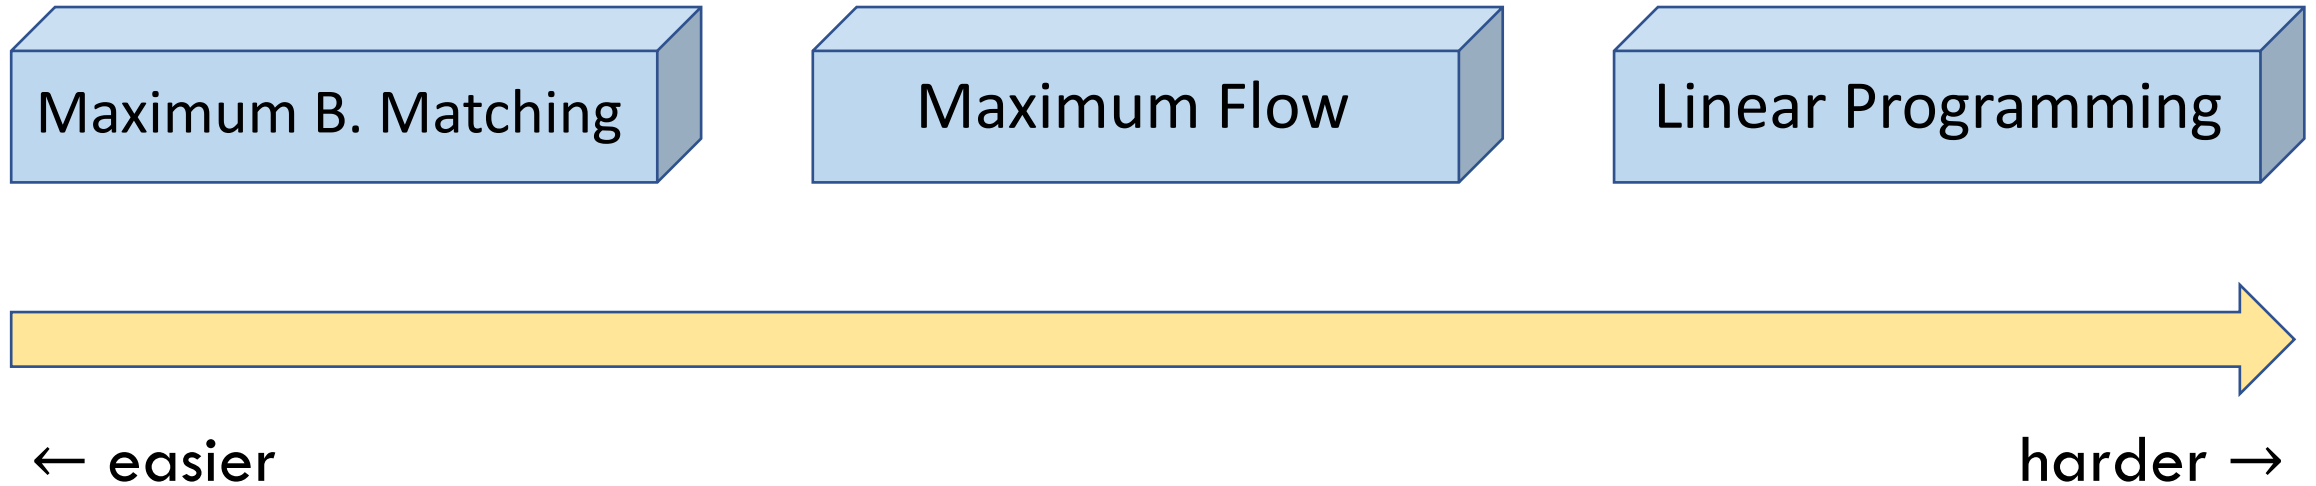 Maximum B. Matching
Maximum Flow
Linear Programming
← easier
harder →